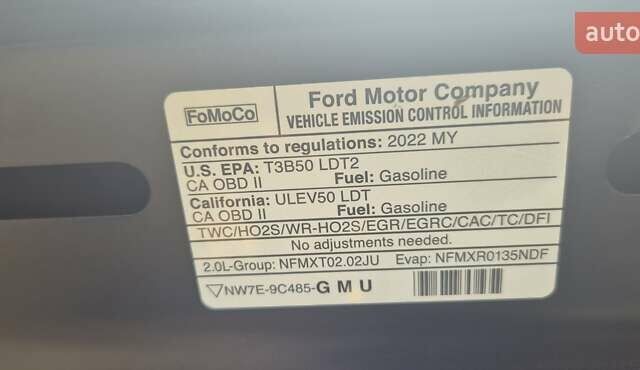 auto
FoMoCo
Ford Motor Company
VEHICLE EMISSION CONTROL INFORMATION
Conforms to regulations: 2022 MY
U.S. EPA: T3B50 LDT2
CA OBD II Fuel: Gasoline
California: ULEV50 LDT
CA OBD II Fuel: Gasoline
TWC/HO2S/WR-HO2S/EGR/EGRC/CAC/TC/DFI
No adjustments needed.
2.0L-Group: NFMXT02.02JU Evap: NFMXR0135NDF
NW7E-9C485-GMU